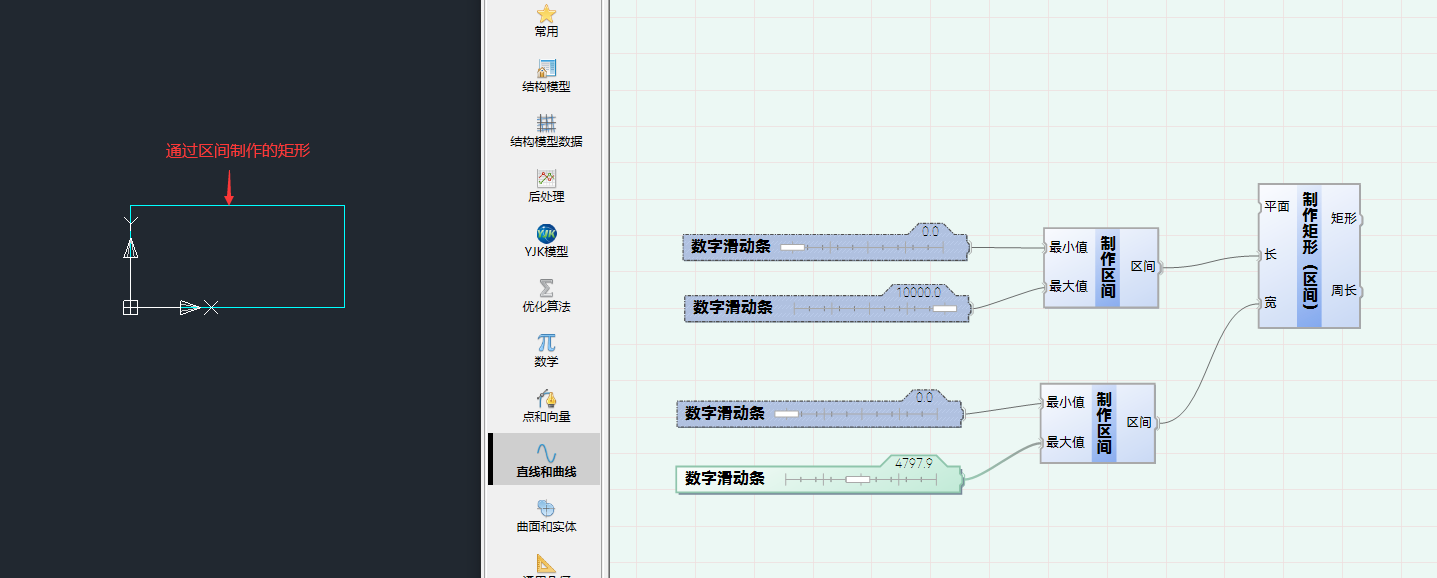 通过区间制作的矩形
常用
结构模型
结构模型数据
后处理
YJK
YJK模型
Σ
优化算法
π
数学
点和向量
直线和曲线
曲面和实体
数字滑动条
0.0
数字滑动条
10000.0
最小值
最大值
制作区间
区间
数字滑动条
0.0
数字滑动条
4797.9
最小值
最大值
制作区间
区间
平面
长
宽
制作矩形（区间）
矩形
周长